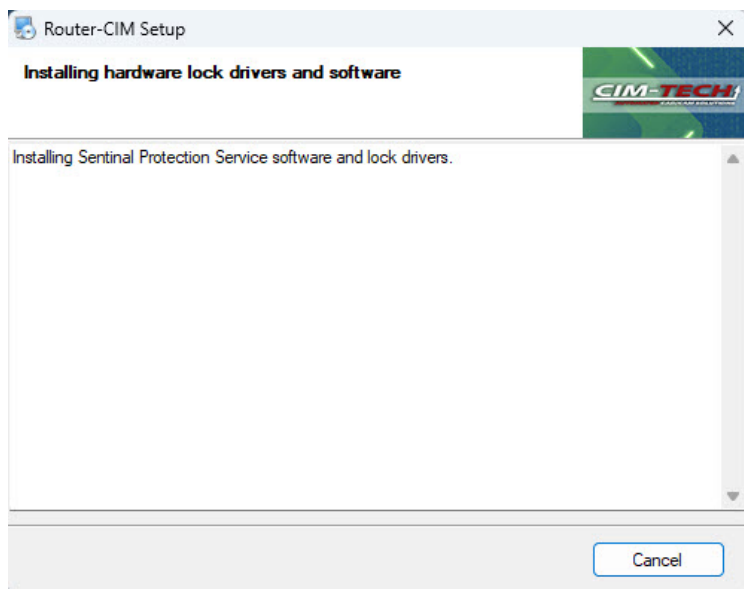 Router-CIM Setup
Installing hardware lock drivers and software
CIM-TECH
Installing Sentinal Protection Service software and lock drivers.
Cancel